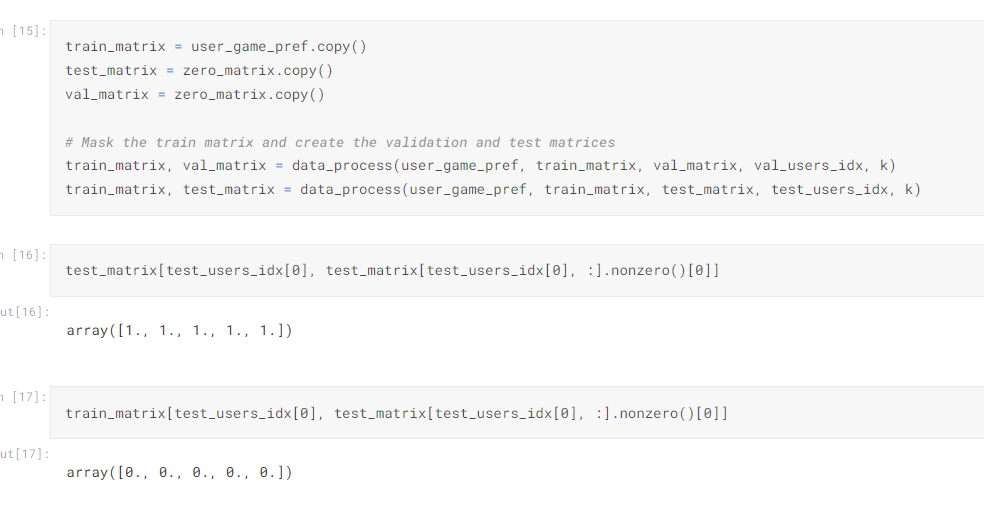 n [15]:
train_matrix = user_game_pref.copy()
test_matrix = zero_matrix.copy()
val_matrix = zero_matrix.copy()
# Mask the train matrix and create the validation and test matrices
train_matrix, val_matrix = data_process(user_game_pref, train_matrix, val_matrix, val_users_idx, k)
train_matrix, test_matrix = data_process(user_game_pref, train_matrix, test_matrix, test_users_idx, k)
n [16]:
test_matrix[test_users_idx[0], test_matrix[test_users_idx[0], :].nonzero()[0]]
ut[16]:
array([1., 1., 1., 1., 1.])
n [17]:
train_matrix[test_users_idx[0], test_matrix[test_users_idx[0], :].nonzero()[0]]
ut[17]:
array([0., 0., 0., 0., 0.])